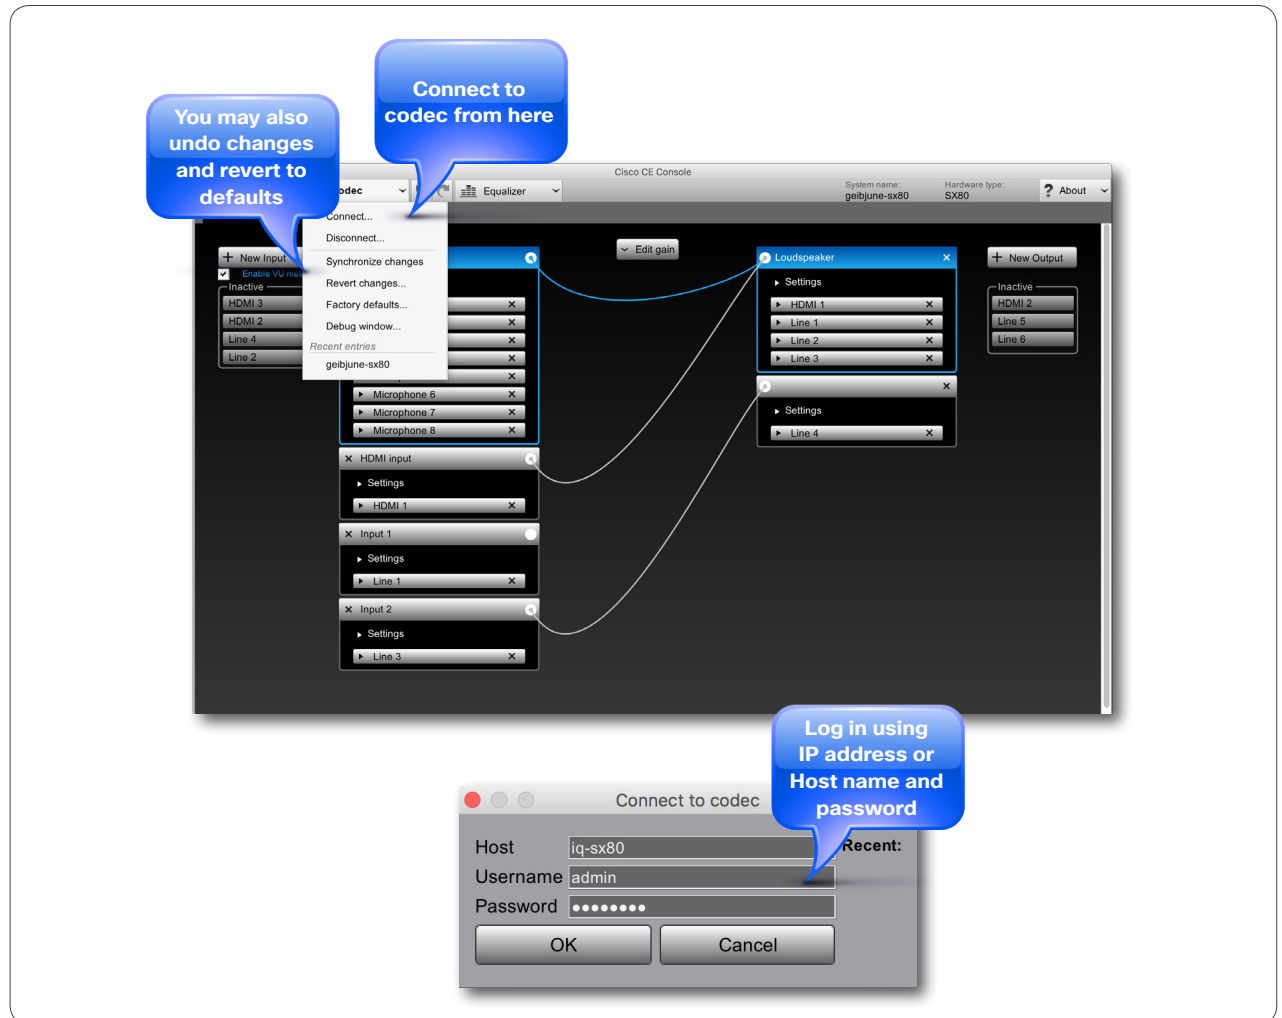 Connect to
codec from here
You may also
undo changes
and revert to
defaults
Cisco CE Console
Equalizer
System name:
geibjune-sx80
Hardware type:
SX80
? About
Connect...
Disconnect...
Synchronize changes
Revert changes...
Factory defaults...
Debug window...
Recent entries
geibjune-sx80
+ New Input
Enable VU
Inactive
HDMI 3
HDMI 2
Line 4
Line 2
Microphone 6
Microphone 7
Microphone 8
HDMI input
Settings
HDMI 1
Input 1
Settings
Line 1
Input 2
Settings
Line 3
Edit gain
Loudspeaker
Settings
HDMI 1
Line 1
Line 2
Line 3
Settings
Line 4
+ New Output
Inactive
HDMI 2
Line 5
Line 6
Log in using
IP address or
Host name and
password
Connect to codec
Host iq-sx80
Recent:
Username admin
Password ●●●●●●●●
OK Cancel